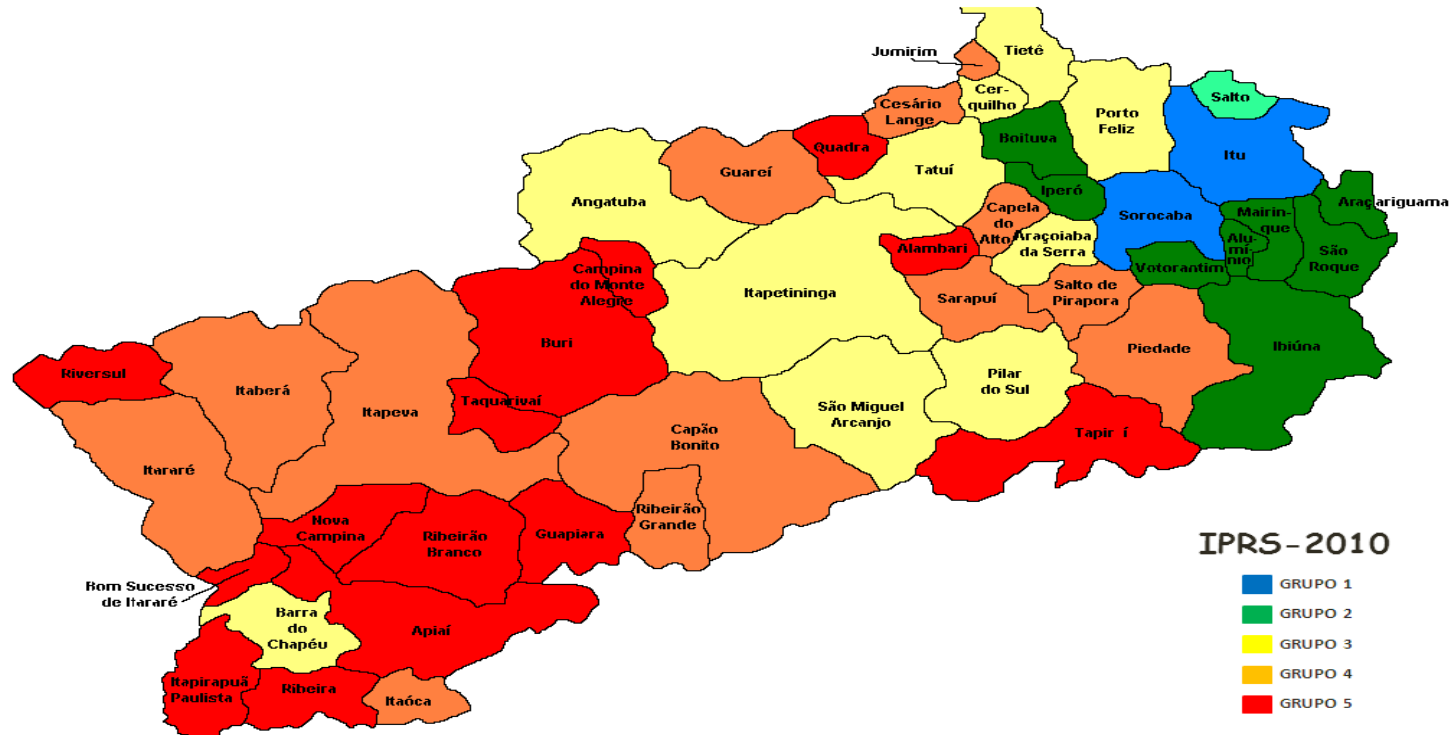 Jumirim
Tietê
Cer-
quilho
Cesário
Lange
Porto
Feliz
Salto
Itu
Quadra
Boituva
Guareí
Tatuí
Iperó
Angatuba
Capela
do
Alto
Sorocaba
Araçariguama
Mairin-
que
Alambari
Araçoiaba
da Serra
Alu-
mí-
nio
São
Roque
Votorantim
Campina
do Monte
Alegre
Itapetininga
Sarapuí
Salto de
Pirapora
Buri
Piedade
Ibiúna
Riversul
Itaberá
Pilar
do Sul
Itapeva
Taquarivaí
São Miguel
Arcanjo
Capão
Bonito
Tapir í
Itararé
Ribeirão
Grande
Nova
Campina
Ribeirão
Branco
Guapiara
Bom Sucesso
de Itararé
Barra
do
Chapéu
Apiaí
Itapirapuã
Paulista
Ribeira
Itaóca
IPRS-2010
GRUPO 1
GRUPO 2
GRUPO 3
GRUPO 4
GRUPO 5